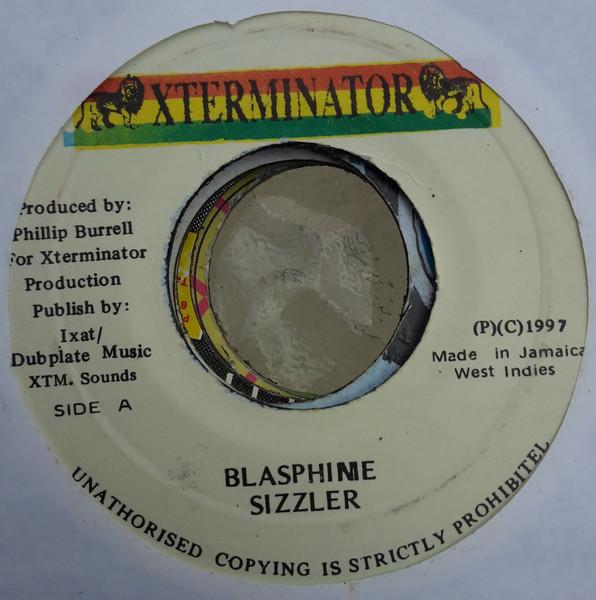 XTERMINATOR
Produced by:
Phillip Burrell
For Xterminator
Production
Publish by:
Ixat/
Dubplate Music
XTM. Sounds
SIDE A
(P)(C)1997
Made in Jamaica
West Indies
BLASPHIME
SIZZLER
UNATHORISED COPYING IS STRICTLY PROHIBITEL